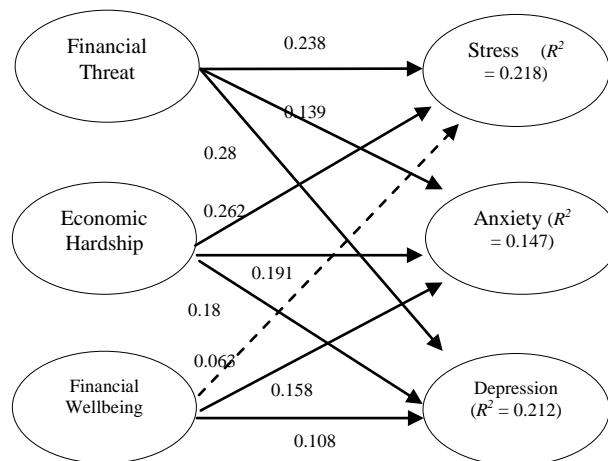 Financial
Threat
0.238
Stress (R²
= 0.218)
0.139
0.28
Economic
Hardship
0.262
Anxiety (R²
= 0.147)
0.191
0.18
0.063
Financial
Wellbeing
0.158
Depression
(R² = 0.212)
0.108